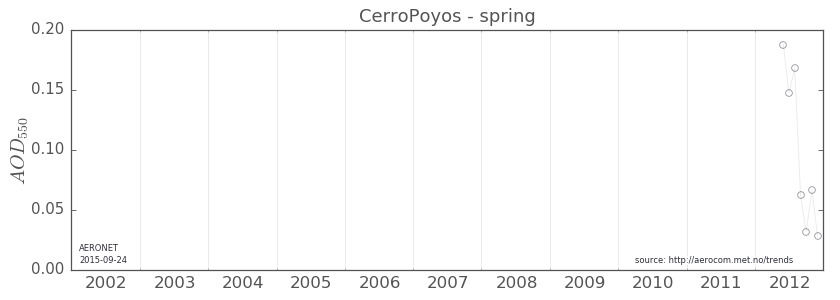 CerroPoyos - spring
0.20
0.15
0.10
0.05
0.00
AOD550
AERONET
2015-09-24
source: http://aerocom.met.no/trends
2002 2003 2004 2005 2006 2007 2008 2009 2010 2011 2012